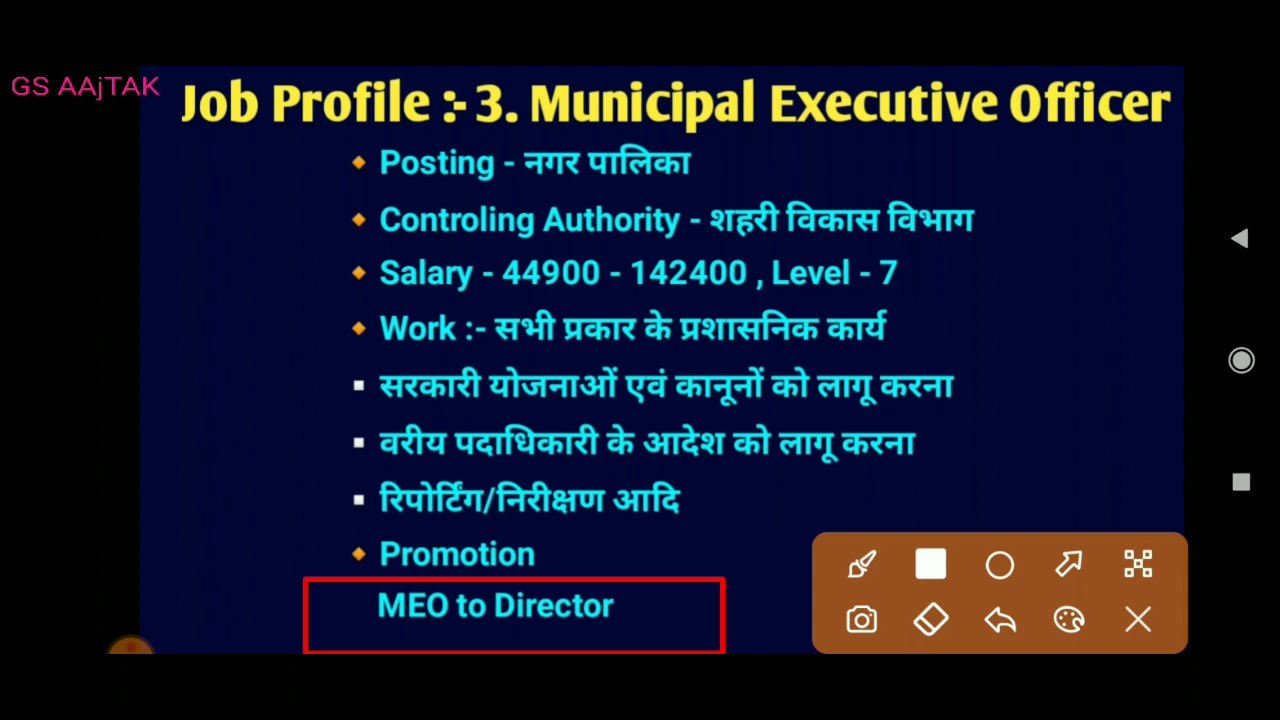 GS AAjTAK
Job Profile :- 3. Municipal Executive Officer
Posting - नगर पालिका
Controling Authority - शहरी विकास विभाग
Salary - 44900 - 142400 , Level - 7
Work :- सभी प्रकार के प्रशासनिक कार्य
सरकारी योजनाओं एवं कानूनों को लागू करना
वरीय पदाधिकारी के आदेश को लागू करना
रिपोर्टिंग/निरीक्षण आदि
Promotion
MEO to Director